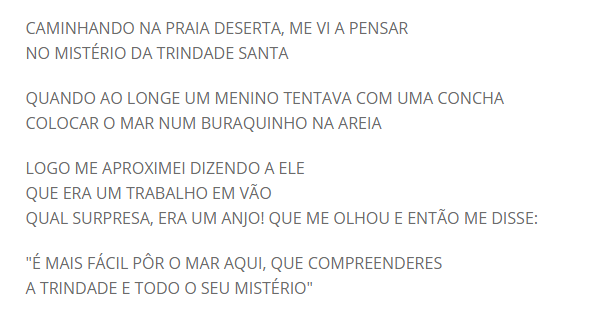 CAMINHANDO NA PRAIA DESERTA, ME VI A PENSAR
NO MISTÉRIO DA TRINDADE SANTA
QUANDO AO LONGE UM MENINO TENTAVA COM UMA CONCHA
COLOCAR O MAR NUM BURAQUINHO NA AREIA
LOGO ME APROXIMEI DIZENDO A ELE
QUE ERA UM TRABALHO EM VÃO
QUAL SURPRESA, ERA UM ANJO! QUE ME OLHOU E ENTÃO ME DISSE:
"É MAIS FÁCIL PÔR O MAR AQUI, QUE COMPREENDERES
A TRINDADE E TODO O SEU MISTÉRIO"